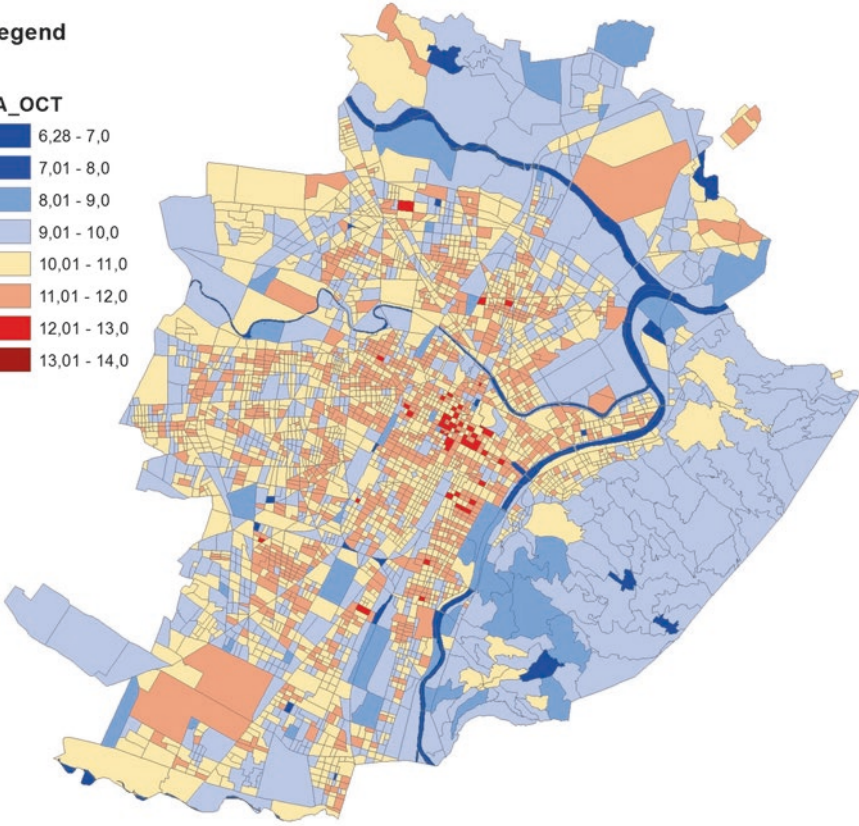 egend
A_OCT
6,28 - 7,0
7,01 - 8,0
8,01 - 9,0
9,01 - 10,0
10,01 - 11,0
11,01 - 12,0
12,01 - 13,0
13,01 - 14,0